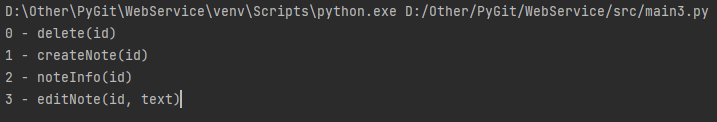 D:\Other\PyGit\WebService\venv\Scripts\python.exe D:/Other/PyGit/WebService/src/main3.py
0 - delete(id)
1 - createNote(id)
2 - noteInfo(id)
3 - editNote(id, text)